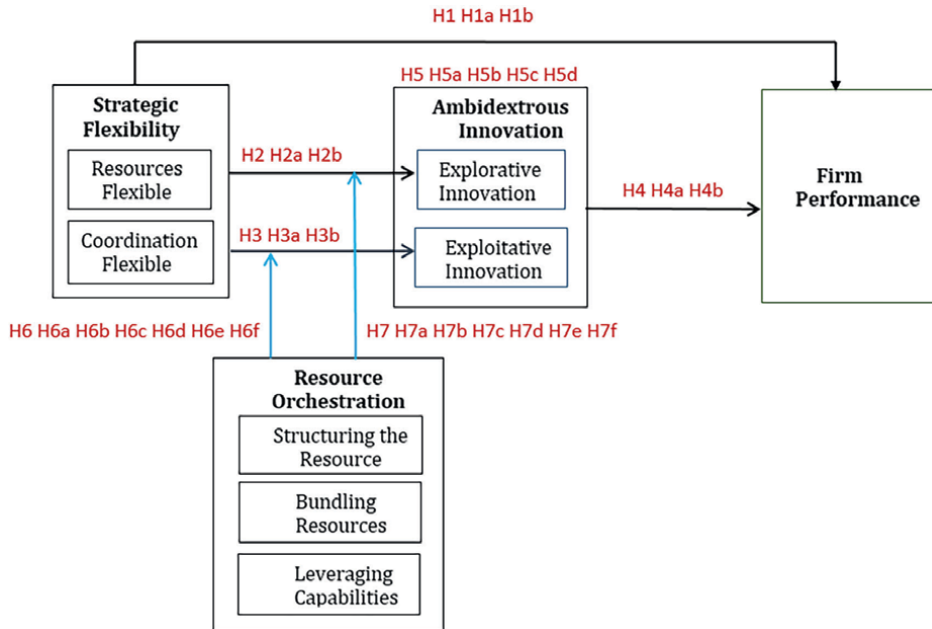 H1 H1a H1b
H5 H5a H5b H5c H5d
Strategic
Flexibility
Resources
Flexible
Coordination
Flexible
H2 H2a H2b
H3 H3a H3b
Ambidextrous
Innovation
Explorative
Innovation
Exploitative
Innovation
H4 H4a H4b
Firm
Performance
H6 H6a H6b H6c H6d H6e H6f
H7 H7a H7b H7c H7d H7e H7f
Resource
Orchestration
Structuring the
Resource
Bundling
Resources
Leveraging
Capabilities